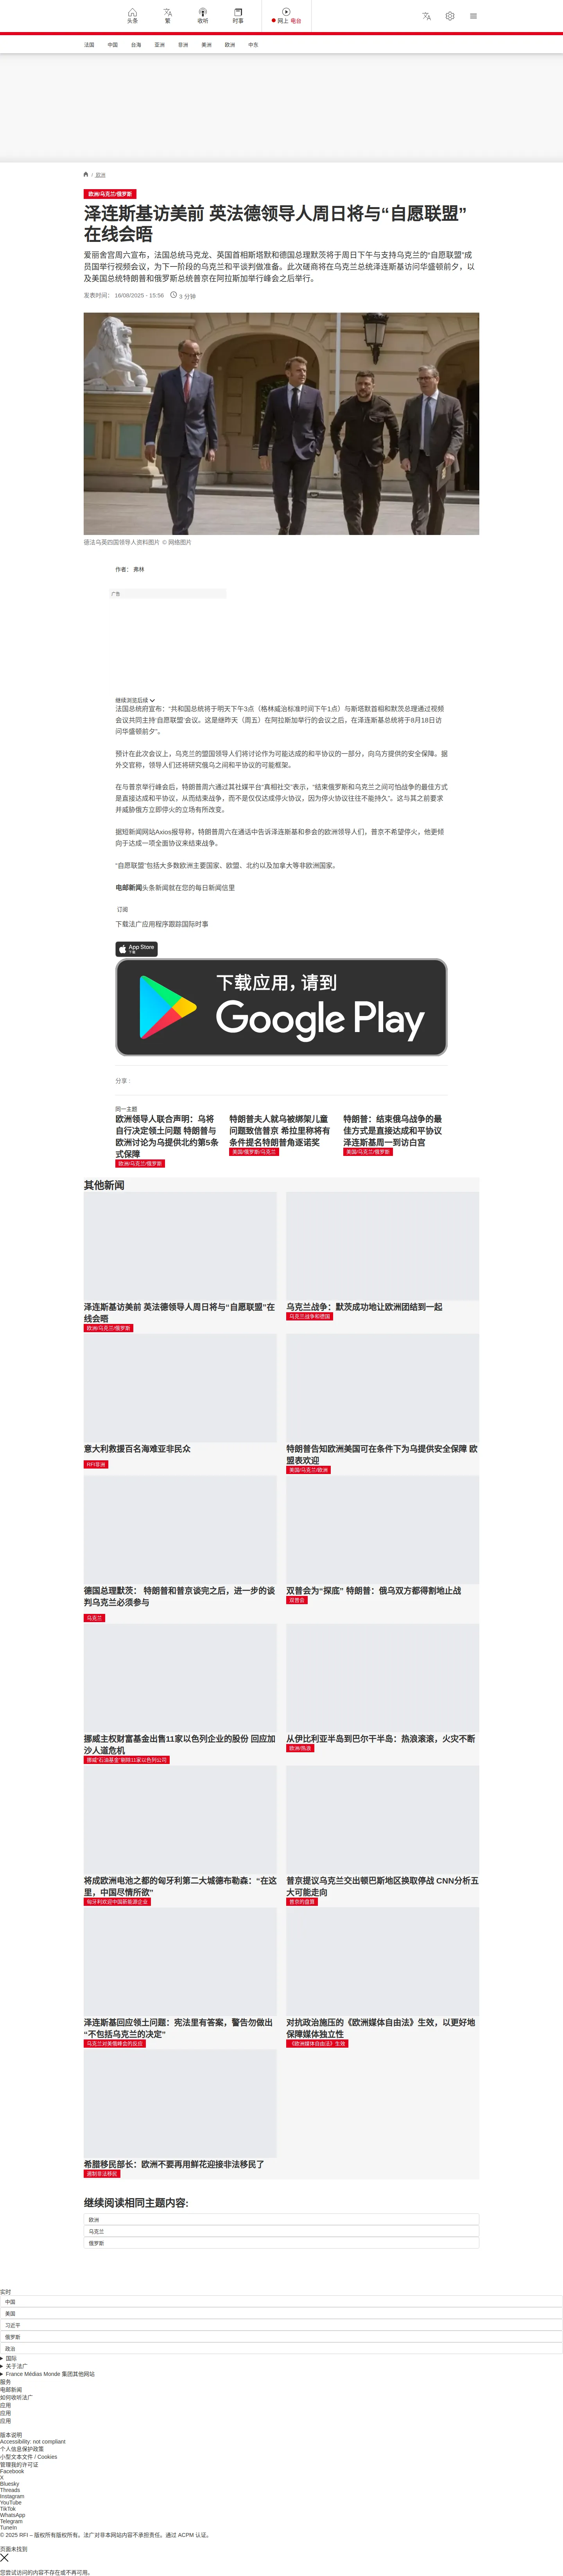 头条
繁
收听
时事
网上 电台
法国
中国
台海
亚洲
非洲
美洲
欧洲
中东
/ 欧洲
欧洲/乌克兰/俄罗斯
泽连斯基访美前 英法德领导人周日将与“自愿联盟”
在线会晤
爱丽舍宫周六宣布，法国总统马克龙、英国首相斯塔默和德国总理默茨将于周日下午与支持乌克兰的“自愿联盟”成
员国举行视频会议，为下一阶段的乌克兰和平谈判做准备。此次磋商将在乌克兰总统泽连斯基访问华盛顿前夕，以
及美国总统特朗普和俄罗斯总统普京在阿拉斯加举行峰会之后举行。
发表时间： 16/08/2025 - 15:56
3 分钟
德法乌英四国领导人资料图片 © 网络图片
作者： 弗林
广告
继续浏览后续
法国总统府宣布：“共和国总统将于明天下午3点（格林威治标准时间下午1点）与斯塔默首相和默茨总理通过视频
会议共同主持‘自愿联盟’会议。这是继昨天（周五）在阿拉斯加举行的会议之后，在泽连斯基总统将于8月18日访
问华盛顿前夕”。
预计在此次会议上，乌克兰的盟国领导人们将讨论作为可能达成的和平协议的一部分，向乌方提供的安全保障。据
外交官称，领导人们还将研究俄乌之间和平协议的可能框架。
在与普京举行峰会后，特朗普周六通过其社媒平台“真相社交”表示，“结束俄罗斯和乌克兰之间可怕战争的最佳方式
是直接达成和平协议，从而结束战争，而不是仅仅达成停火协议，因为停火协议往往不能持久”。这与其之前要求
并威胁俄方立即停火的立场有所改变。
据短新闻网站Axios报导称，特朗普周六在通话中告诉泽连斯基和参会的欧洲领导人们，普京不希望停火，他更倾
向于达成一项全面协议来结束战争。
“自愿联盟”包括大多数欧洲主要国家、欧盟、北约以及加拿大等非欧洲国家。
电邮新闻头条新闻就在您的每日新闻信里
订阅
下载法广应用程序跟踪国际时事
App Store
下载
下载应用，请到
Google Play
分享 :
同一主题
欧洲领导人联合声明：乌将
自行决定领土问题 特朗普与
欧洲讨论为乌提供北约第5条
式保障
欧洲/乌克兰/俄罗斯
特朗普夫人就乌被绑架儿童
问题致信普京 希拉里称将有
条件提名特朗普角逐诺奖
美国/俄罗斯/乌克兰
特朗普：结束俄乌战争的最
佳方式是直接达成和平协议
泽连斯基周一到访白宫
美国/乌克兰/俄罗斯
其他新闻
泽连斯基访美前 英法德领导人周日将与“自愿联盟”在
线会晤
欧洲/乌克兰/俄罗斯
乌克兰战争：默茨成功地让欧洲团结到一起
乌克兰战争和德国
意大利救援百名海难亚非民众
RFI亚洲
特朗普告知欧洲美国可在条件下为乌提供安全保障 欧
盟表欢迎
美国/乌克兰/欧洲
德国总理默茨： 特朗普和普京谈完之后，进一步的谈
判乌克兰必须参与
乌克兰
双普会为“探底” 特朗普：俄乌双方都得割地止战
双普会
挪威主权财富基金出售11家以色列企业的股份 回应加
沙人道危机
挪威“石油基金”剔除11家以色列公司
从伊比利亚半岛到巴尔干半岛：热浪滚滚，火灾不断
欧洲/热浪
将成欧洲电池之都的匈牙利第二大城德布勒森：“在这
里，中国尽情所欲”
匈牙利欢迎中国新能源企业
普京提议乌克兰交出顿巴斯地区换取停战 CNN分析五
大可能走向
普京的盘算
泽连斯基回应领土问题：宪法里有答案，警告勿做出
“不包括乌克兰的决定”
乌克兰对美俄峰会的反应
对抗政治施压的《欧洲媒体自由法》生效，以更好地
保障媒体独立性
《欧洲媒体自由法》生效
希腊移民部长：欧洲不要再用鲜花迎接非法移民了
遏制非法移民
继续阅读相同主题内容:
欧洲
乌克兰
俄罗斯
实时
中国
美国
习近平
俄罗斯
政治
国际
关于法广
France Médias Monde 集团其他网站
服务
电邮新闻
如何收听法广
应用
应用
应用
版本说明
Accessibility: not compliant
个人信息保护政策
小型文本文件 / Cookies
管理我的许可证
Facebook
X
Bluesky
Threads
Instagram
YouTube
TikTok
WhatsApp
Telegram
TuneIn
© 2025 RFI – 版权所有版权所有。法广对非本网站内容不承担责任。通过 ACPM 认证。
页面未找到
您尝试访问的内容不存在或不再可用。